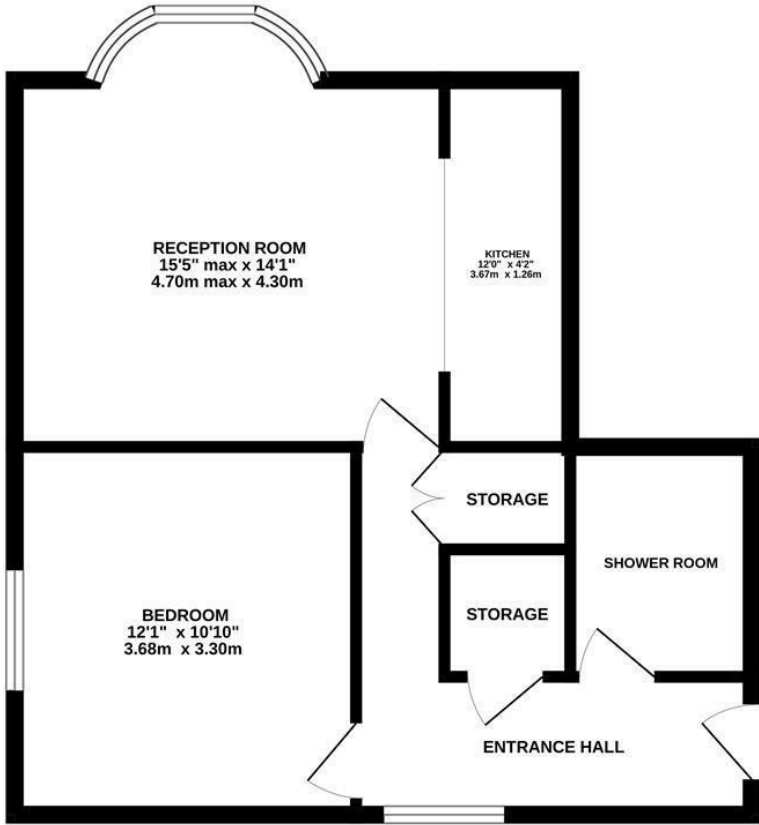 RECEPTION ROOM
15'5" max x 14'1"
4.70m max x 4.30m
KITCHEN
12'0" x 4'2"
3.67m x 1.26m
STORAGE
SHOWER ROOM
STORAGE
BEDROOM
12'1" x 10'10"
3.68m x 3.30m
ENTRANCE HALL